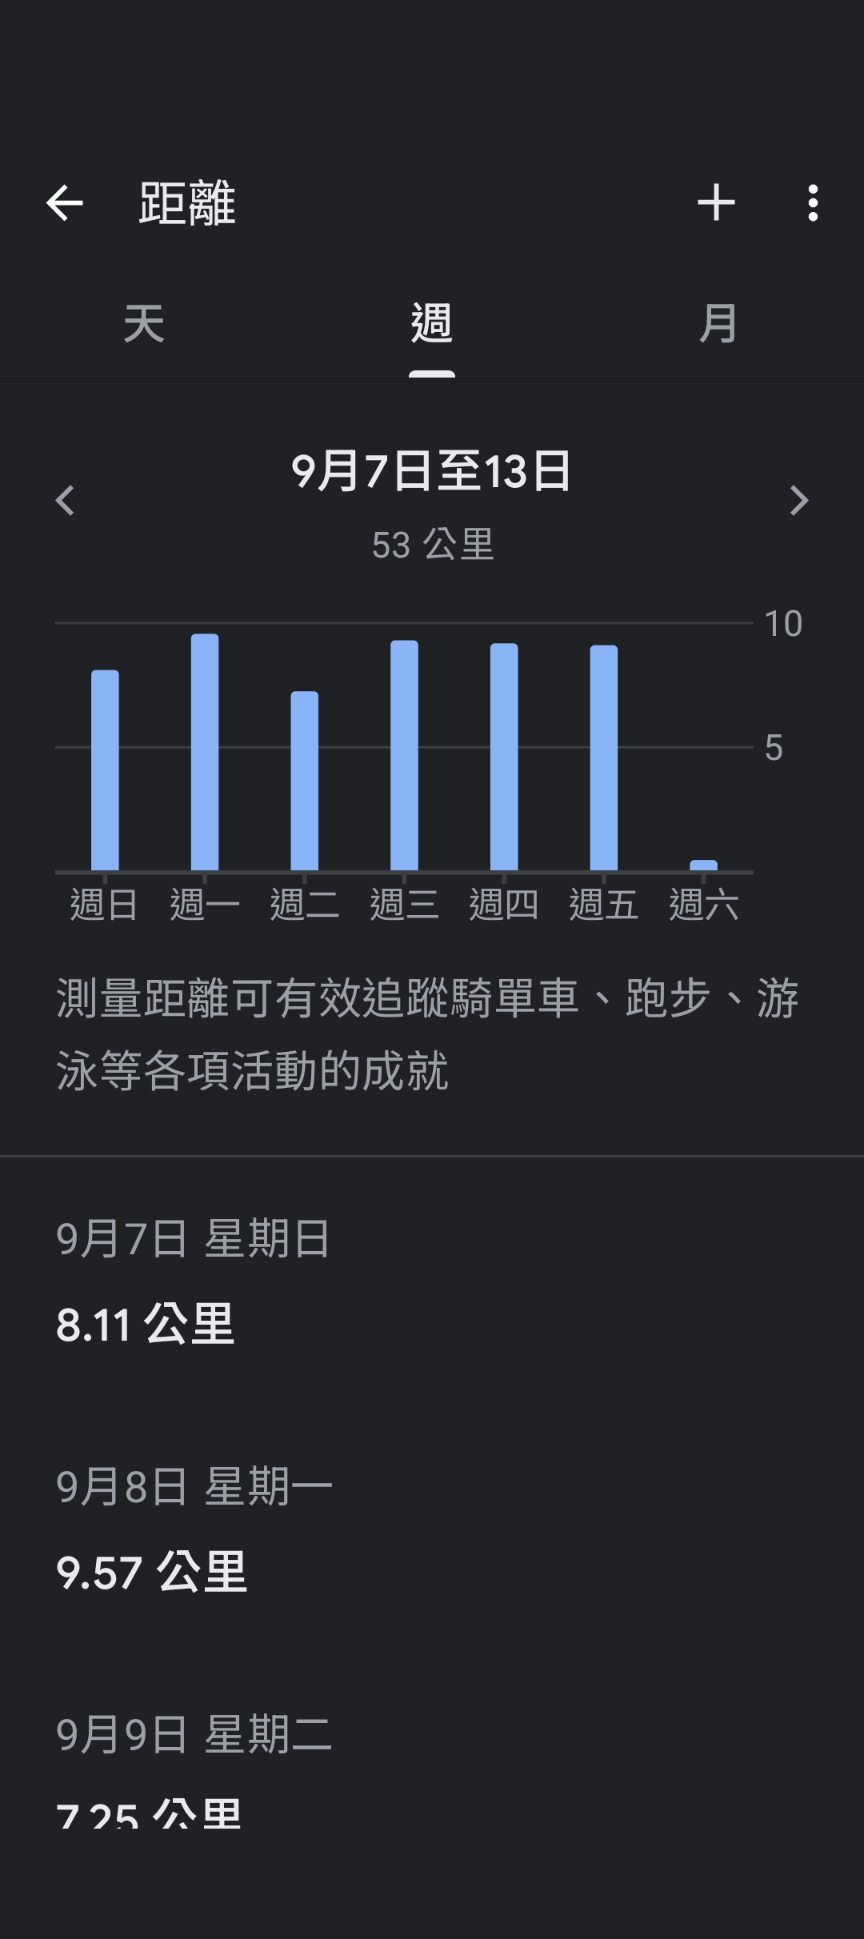 距離
天 週 月
9月7日至13日
53 公里
10
5
週日 週一 週二 週三 週四 週五 週六
測量距離可有效追蹤騎單車、跑步、游
泳等各項活動的成就
9月7日 星期日
8.11 公里
9月8日 星期一
9.57 公里
9月9日 星期二
7.25 公里